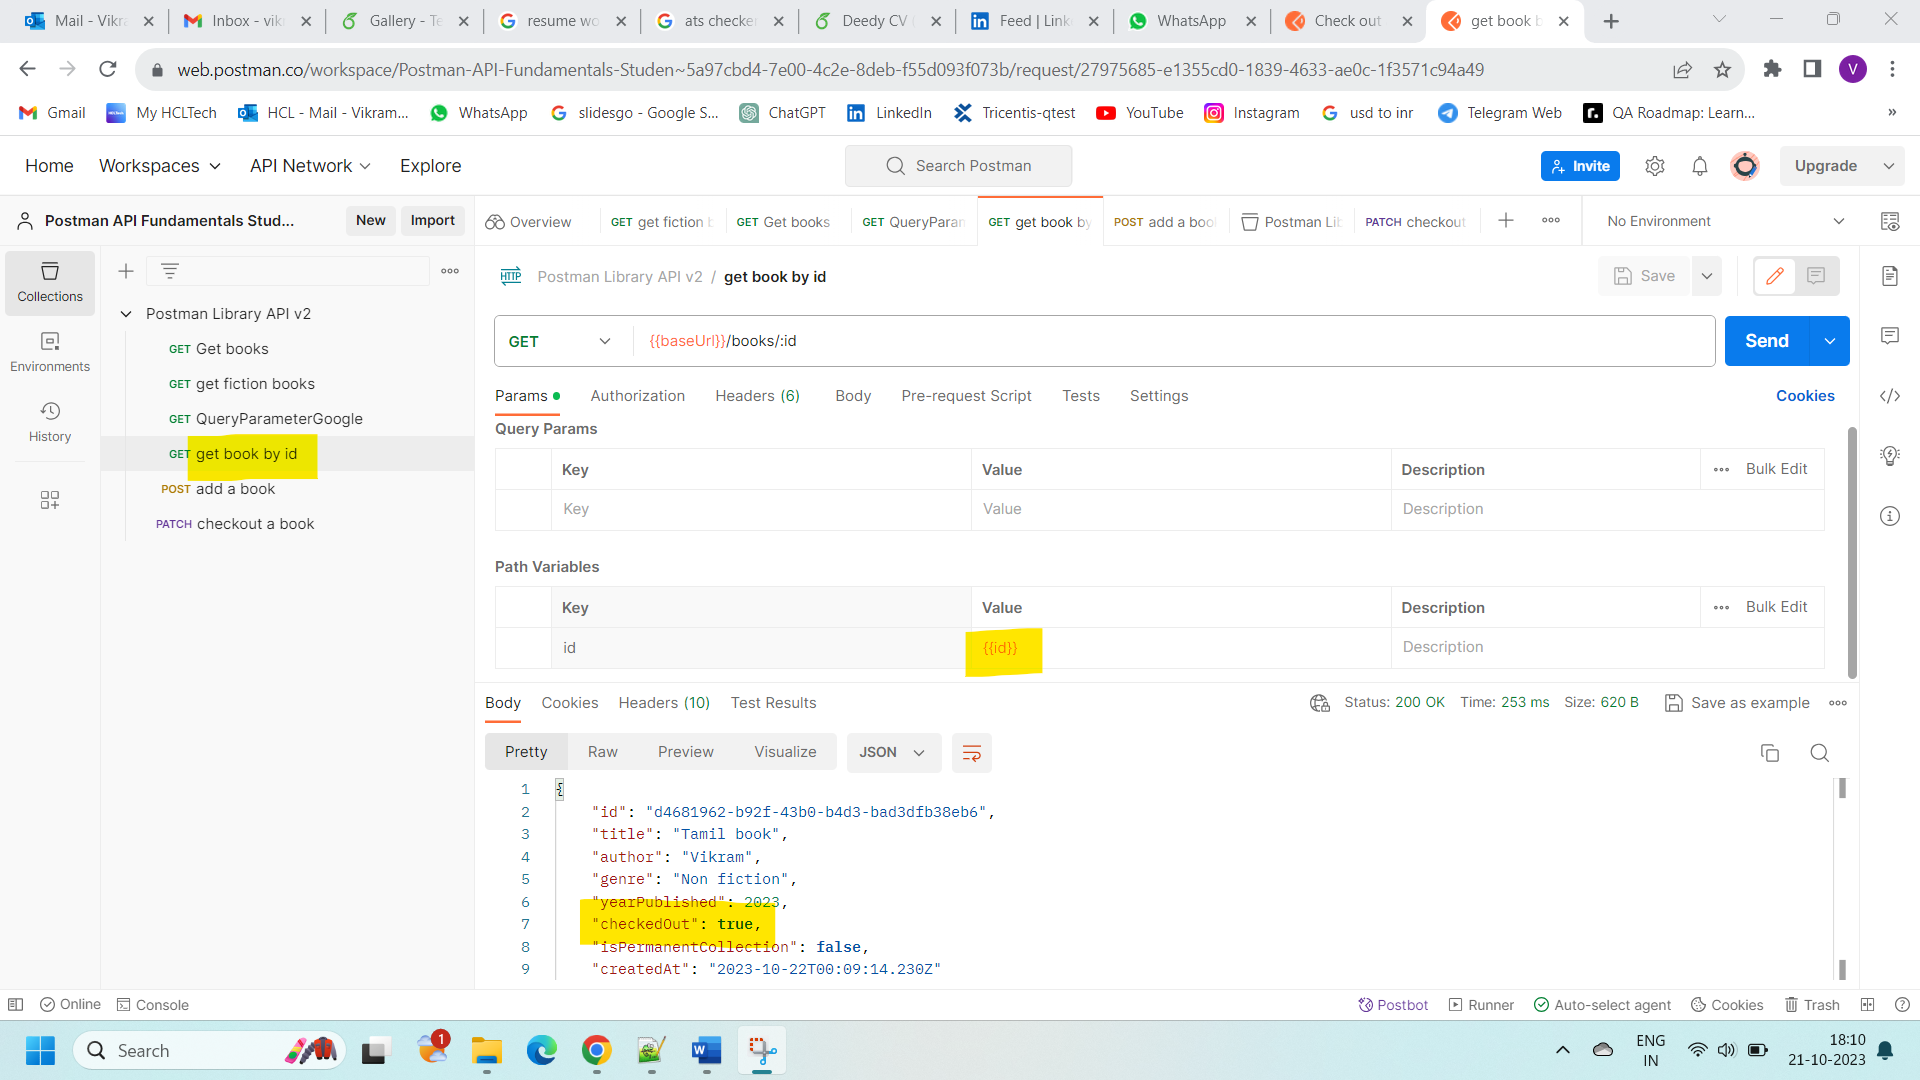 Mail - Vikra
Inbox - vik
Gallery - Te
resume wo
ats checke
Deedy CV
Feed | Link
WhatsApp
Check out
get book b
web.postman.co/workspace/Postman-API-Fundamentals-Studen~5a97cbd4-7e00-4c2e-8deb-f55d093f073b/request/27975685-e1355cd0-1839-4633-ae0c-1f3571c94a49
V
Gmail
My HCLTech
HCL - Mail - Vikram...
WhatsApp
slidesgo - Google S...
ChatGPT
LinkedIn
Tricentis-qtest
YouTube
Instagram
usd to inr
Telegram Web
QA Roadmap: Learn...
»
Home
Workspaces
API Network
Explore
Search Postman
Invite
Upgrade
Postman API Fundamentals Stud...
New
Import
Overview
GET get fiction b
GET Get books
GET QueryParam
GET get book by
POST add a boo
Postman Lib
PATCH checkout
No Environment
Collections
Environments
History
Postman Library API v2
GET Get books
GET get fiction books
GET QueryParameterGoogle
GET get book by id
POST add a book
PATCH checkout a book
HTTP
Postman Library API v2 / get book by id
Save
GET
{{baseUrl}}/books/:id
Send
Params
Authorization
Headers (6)
Body
Pre-request Script
Tests
Settings
Cookies
Query Params
Key
Value
Description
Bulk Edit
Key
Value
Description
Path Variables
Key
Value
Description
Bulk Edit
id
{{id}}
Description
Body
Cookies
Headers (10)
Test Results
Status: 200 OK
Time: 253 ms
Size: 620 B
Save as example
Pretty
Raw
Preview
Visualize
JSON
1 {
2 "id": "d4681962-b92f-43b0-b4d3-bad3dfb38eb6",
3 "title": "Tamil book",
4 "author": "Vikram",
5 "genre": "Non fiction",
6 "yearPublished": 2023,
7 "checkedOut": true,
8 "isPermanentCollection": false,
9 "createdAt": "2023-10-22T00:09:14.230Z"
Online
Console
Postbot
Runner
Auto-select agent
Cookies
Trash
Search
1
ENG
IN
18:10
21-10-2023